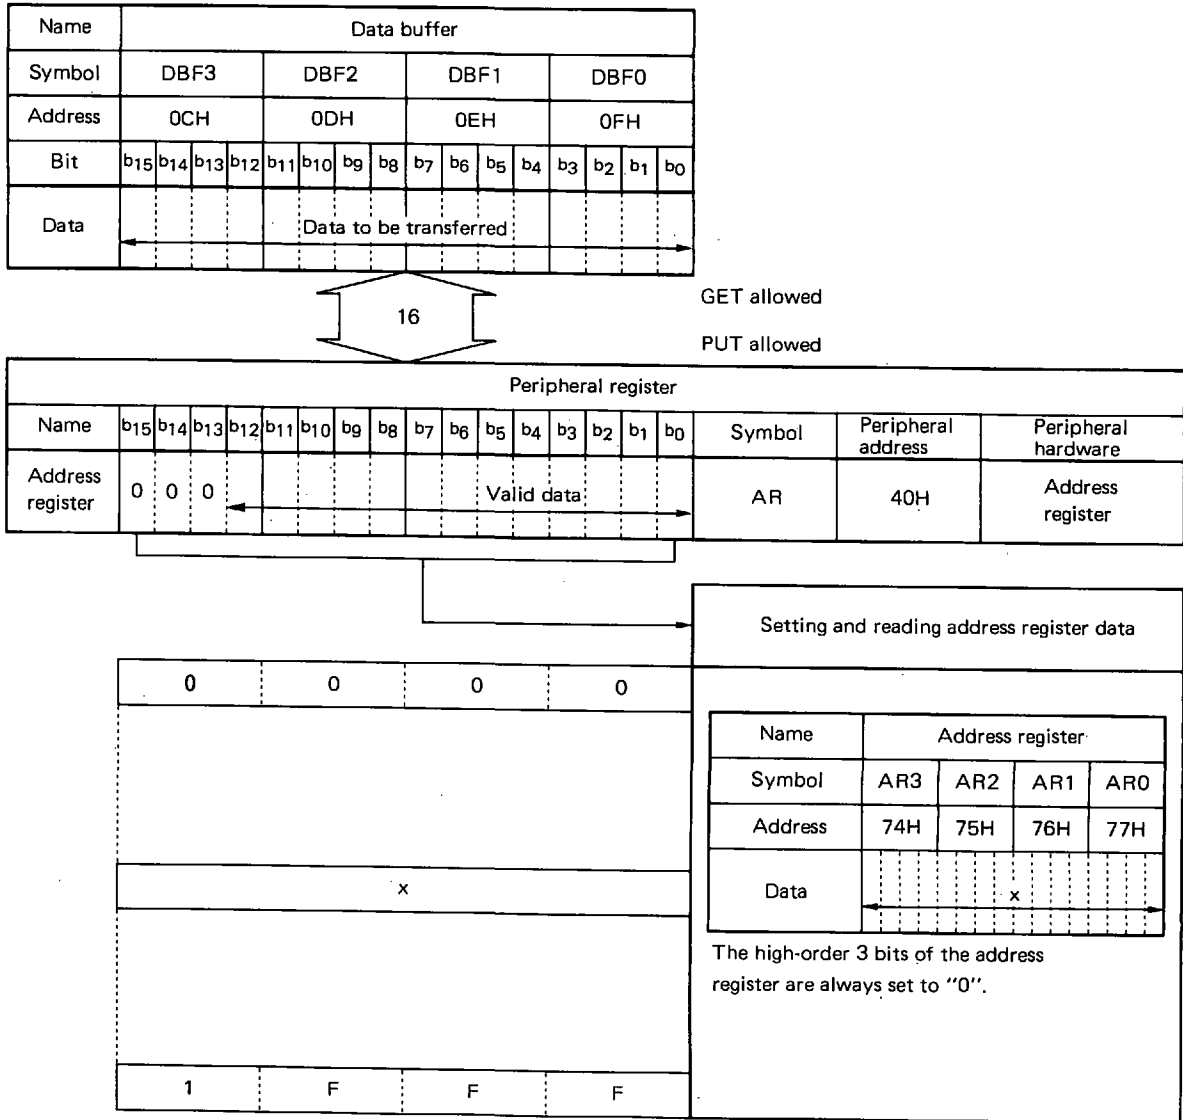 Name Data buffer
Symbol DBF3 DBF2 DBF1 DBF0
Address 0CH 0DH 0EH 0FH
Bit b15 b14 b13 b12 b11 b10 b9 b8 b7 b6 b5 b4 b3 b2 b1 b0
Data Data to be transferred
GET allowed
16
PUT allowed
Peripheral register
Name b15 b14 b13 b12 b11 b10 b9 b8 b7 b6 b5 b4 b3 b2 b1 b0 Symbol Peripheral address Peripheral hardware
Address register 0 0 0 Valid data AR 40H Address register
Setting and reading address register data
0 0 0 0
Name Address register
Symbol AR3 AR2 AR1 AR0
Address 74H 75H 76H 77H
x
Data x
The high-order 3 bits of the address
register are always set to "0".
1 F F F